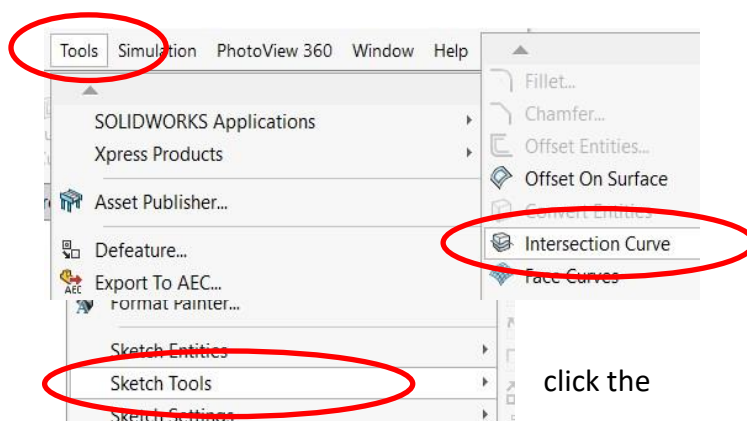 Tools Simulation PhotoView 360 Window Help
SOLIDWORKS Applications
Xpress Products
Asset Publisher...
Defeature...
Export To AEC...
Format Painter...
Sketch Entities
Sketch Tools
Sketch Settings
Fillet...
Chamfer...
Offset Entities...
Offset On Surface
Convert Entities
Intersection Curve
Face Curves
click the